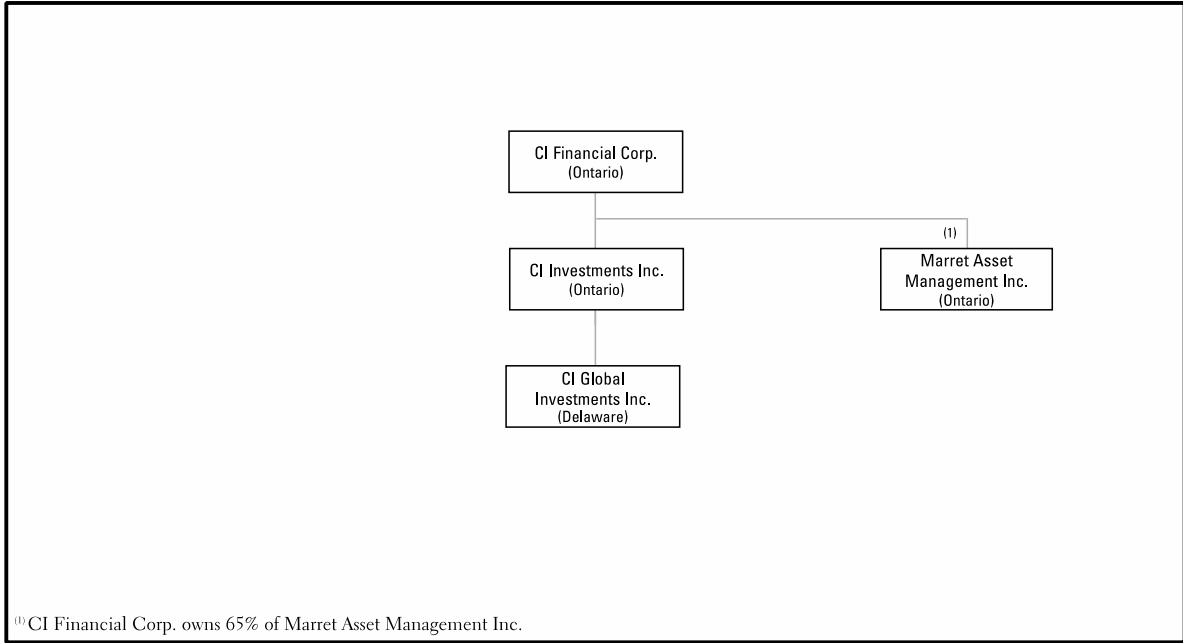 CI Financial Corp.
(Ontario)
(1)
CI Investments Inc.
(Ontario)
Marret Asset
Management Inc.
(Ontario)
CI Global
Investments Inc.
(Delaware)
(1) CI Financial Corp. owns 65% of Marret Asset Management Inc.